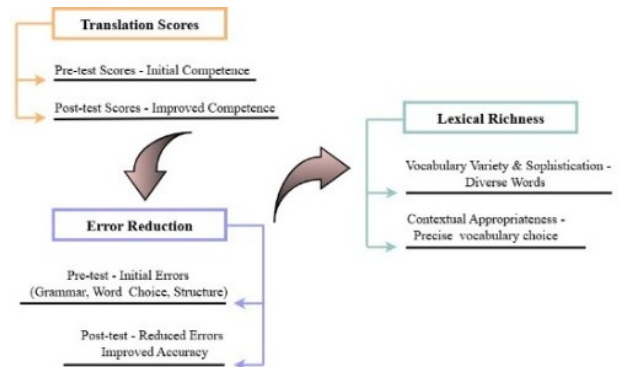 Translation Scores
Pre-test Scores - Initial Competence
Post-test Scores - Improved Competence
Error Reduction
Pre-test - Initial Errors
(Grammar, Word Choice, Structure)
Post-test - Reduced Errors
Improved Accuracy
Lexical Richness
Vocabulary Variety & Sophistication -
Diverse Words
Contextual Appropriateness -
Precise vocabulary choice